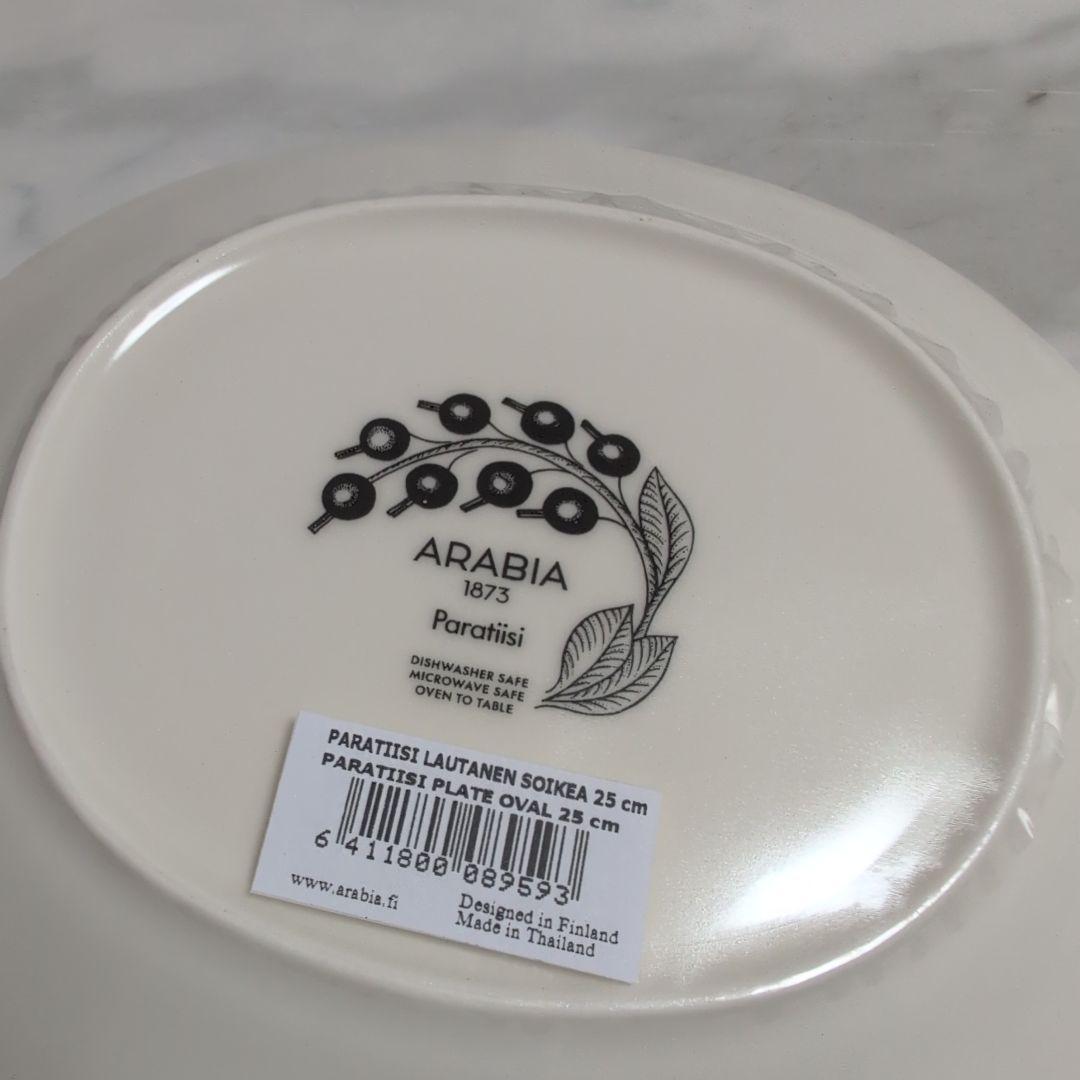 ARABIA
1873
Paratiisi
DISHWASHER SAFE
MICROWAVE SAFE
OVEN TO TABLE
PARATIISI LAUTANEN SOIKEA 25 cm
PARATIISI PLATE OVAL 25 cm
6 411800 089593
www.arabia.fi
Designed in Finland
Made in Thailand